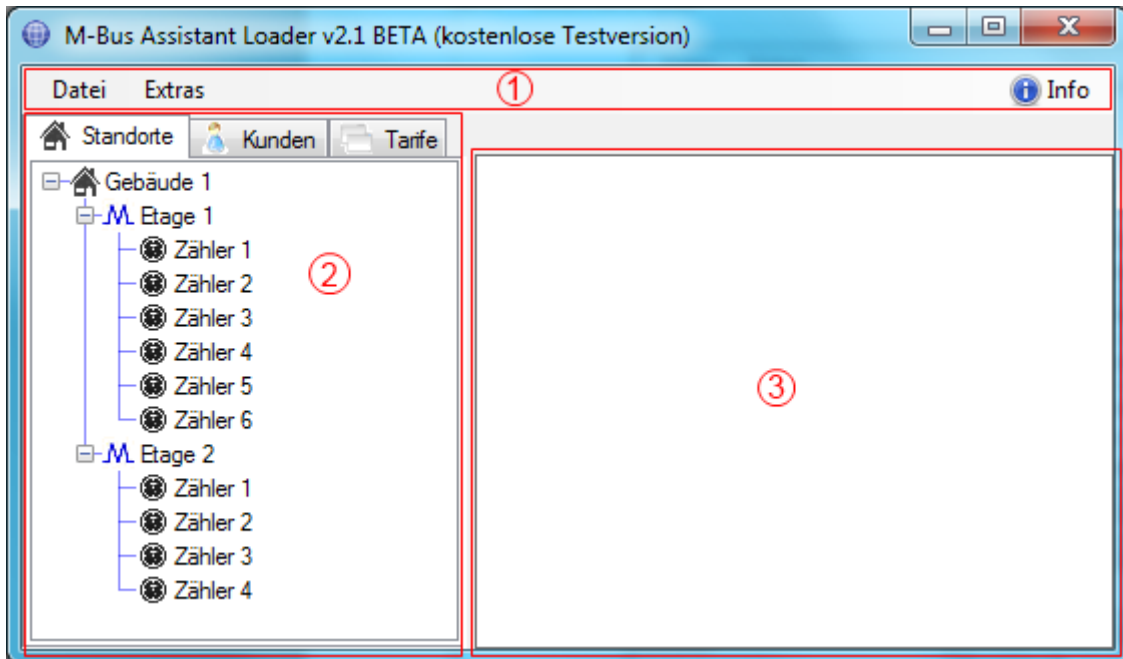 M-Bus Assistant Loader v2.1 BETA (kostenlose Testversion)
Datei Extras ① Info
Standorte Kunden Tarife
Gebäude 1
Etage 1
Zähler 1
Zähler 2
②
Zähler 3
Zähler 4
Zähler 5
③
Zähler 6
Etage 2
Zähler 1
Zähler 2
Zähler 3
Zähler 4